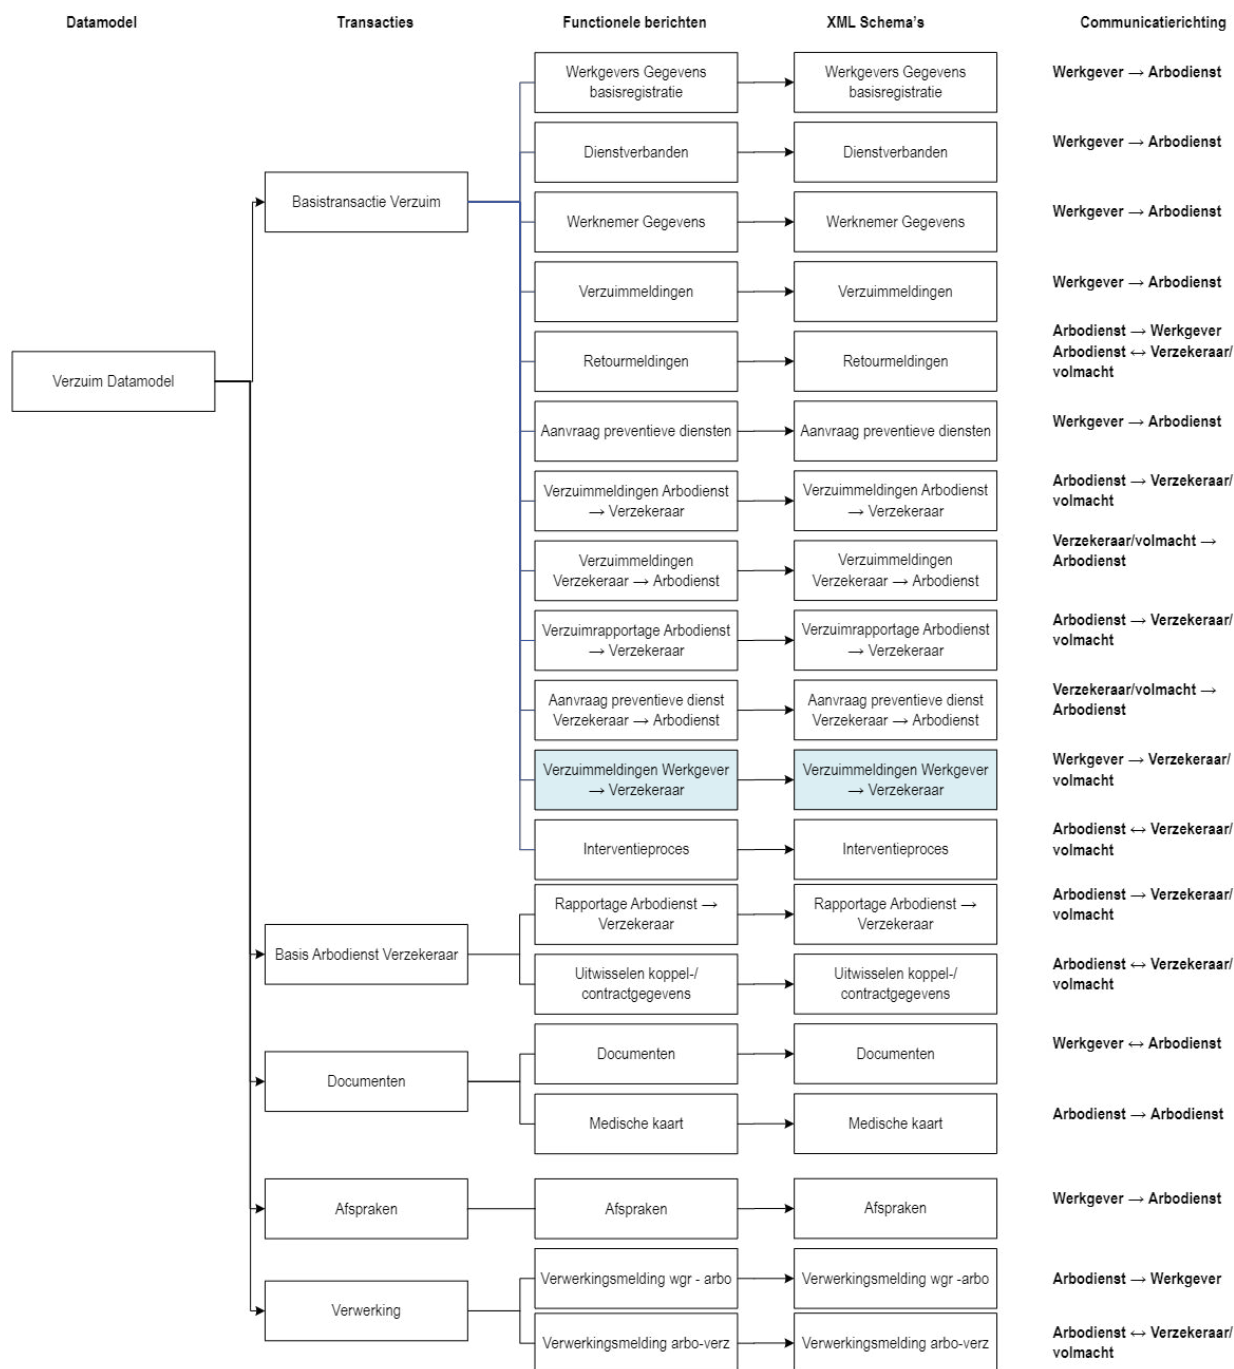 Datamodel
Transacties
Functionele berichten
XML Schema's
Communicatierichting
Werkgevers Gegevens
basisregistratie
Werkgevers Gegevens
basisregistratie
Werkgever → Arbodienst
Dienstverbanden
Dienstverbanden
Werkgever → Arbodienst
Basistransactie Verzuim
Werknemer Gegevens
Werknemer Gegevens
Werkgever → Arbodienst
Verzuimmeldingen
Verzuimmeldingen
Werkgever → Arbodienst
Verzuim Datamodel
Retourmeldingen
Retourmeldingen
Arbodienst → Werkgever
Arbodienst ↔ Verzekeraar/
volmacht
Aanvraag preventieve diensten
Aanvraag preventieve diensten
Werkgever → Arbodienst
Verzuimmeldingen Arbodienst
→ Verzekeraar
Verzuimmeldingen Arbodienst
→ Verzekeraar
Arbodienst → Verzekeraar/
volmacht
Verzuimmeldingen
Verzekeraar → Arbodienst
Verzuimmeldingen
Verzekeraar → Arbodienst
Verzekeraar/volmacht →
Arbodienst
Verzuimrapportage Arbodienst
→ Verzekeraar
Verzuimrapportage Arbodienst
→ Verzekeraar
Arbodienst → Verzekeraar/
volmacht
Aanvraag preventieve dienst
Verzekeraar → Arbodienst
Aanvraag preventieve dienst
Verzekeraar → Arbodienst
Verzekeraar/volmacht →
Arbodienst
Verzuimmeldingen Werkgever
→ Verzekeraar
Verzuimmeldingen Werkgever
→ Verzekeraar
Werkgever → Verzekeraar/
volmacht
Interventieproces
Interventieproces
Arbodienst ↔ Verzekeraar/
volmacht
Basis Arbodienst Verzekeraar
Rapportage Arbodienst →
Verzekeraar
Rapportage Arbodienst →
Verzekeraar
Arbodienst → Verzekeraar/
volmacht
Uitwisselen koppel-/
contractgegevens
Uitwisselen koppel-/
contractgegevens
Arbodienst ↔ Verzekeraar/
volmacht
Documenten
Documenten
Documenten
Werkgever ↔ Arbodienst
Medische kaart
Medische kaart
Arbodienst → Arbodienst
Afspraken
Afspraken
Afspraken
Werkgever → Arbodienst
Verwerking
Verwerkingsmelding wgr - arbo
Verwerkingsmelding wgr -arbo
Arbodienst → Werkgever
Verwerkingsmelding arbo-verz
Verwerkingsmelding arbo-verz
Arbodienst ↔ Verzekeraar/
volmacht